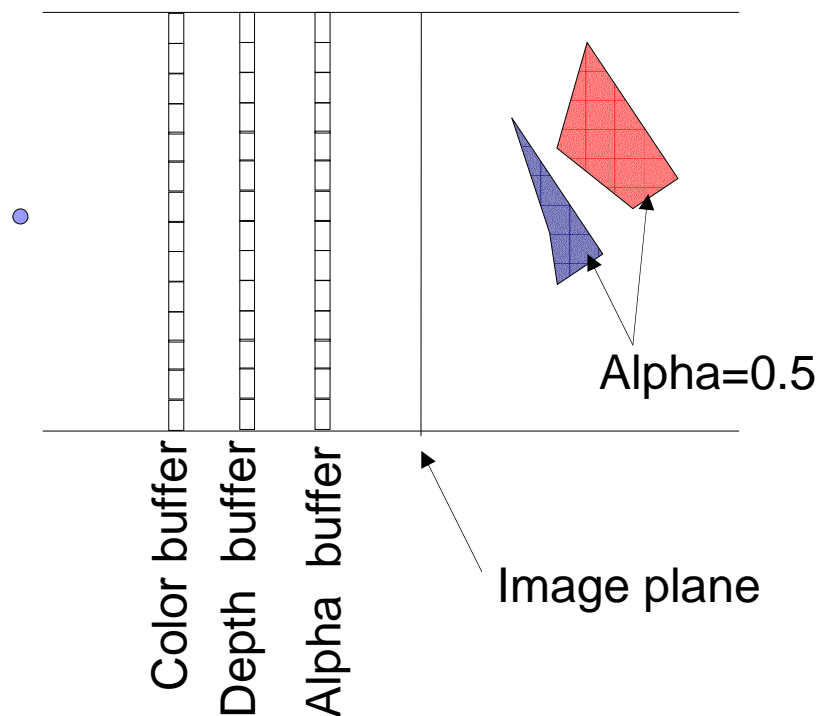 Alpha=0.5
Color buffer
Depth buffer
Alpha buffer
Image plane